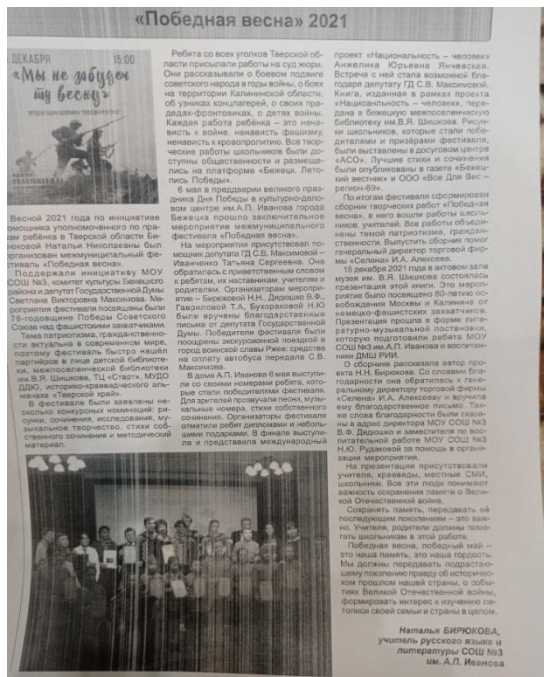 «Победная весна» 2021
ДЕКАБРЯ 15:00
«Мы не забудем
ту весну»
Весной 2021 года по инициативе
помощника уполномоченного по пра-
вам ребёнка в Тверской области Би-
рюковой Натальи Николаевны был
организован межмуниципальный фе-
стиваль «Победная весна».
Поддержали инициативу МОУ
СОШ №3, комитет культуры Бежецкого
района и депутат Государственной Думы
Светлана Викторовна Максимова. Ме-
роприятия фестиваля посвящены были
75-годовщине Победы Советского
Союза над фашистскими захватчиками.
Тема патриотизма, гражданствен-
ности актуальна в современном мире,
поэтому фестиваль быстро нашёл
партнёров в лице детской библиоте-
ки, межпоселенческой библиотеки
им.В.Я. Шишкова, ТЦ «Старт», МУДО
ДДЮ, историко-краеведческого аль-
манаха «Тверской край».
В фестивале были заявлены не-
сколько конкурсных номинаций: ри-
сунки, сочинения, исследования, му-
зыкальное творчество, стихи соб-
ственного сочинения и методический
материал.
Ребята со всех уголков Тверской об-
ласти присылали работы на суд жюри.
Они рассказывали о боевом подвиге
советского народа в годы войны, о боях
на территории Калининской области,
об узниках концлагерей, о своих пра-
дедах-фронтовиках, о детях войны.
Каждая работа ребёнка – это нена-
висть к войне, ненависть фашизму,
ненависть к кровопролитию. Все твор-
ческие работы школьников были до-
ступны общественности и размеща-
лись на платформе «Бежецк. Лето-
пись Победы».
6 мая в преддверии великого празд-
ника Дня Победы в культурно-дело-
вом центре им.А.П. Иванова города
Бежецка прошло заключительное
мероприятие межмуниципального
фестиваля «Победная весна».
На мероприятии присутствовал по-
мощник депутата ГД С.В. Максимовой –
Иванченко Татьяна Сергеевна. Она
обратилась с приветственным словом
к ребятам, их наставникам, учителям и
родителям. Организаторам меропри-
ятия – Бирюковой Н.Н., Дядюшко В.Ф.,
Гавриловой Т.А., Бухораковой Н.Ю
были вручены благодарственные
письма от депутата Государственной
Думы. Победители фестиваля были
поощрены экскурсионной поездкой в
город воинской славы Ржев: средства
на оплату автобуса передала С.В.
Максимова.
В дома А.П. Иванова 6 мая выступи-
ли со своими номерами ребята, кото-
рые стали победителями фестиваля.
Для зрителей прозвучали песни, музы-
кальные номера, стихи собственного
сочинения. Организаторы фестиваля
отметили ребят дипломами и неболь-
шими подарками. В финале выступи-
ла и представила международный
проект «Национальность – человек»
Анжелика Юрьевна Янчевская.
Встреча с ней стала возможной бла-
годаря депутату ГД С.В. Максимовой.
Книга, изданная в рамках проекта
«Национальность – человек», пере-
дана в бежецкую межпоселенческую
библиотеку им.В.Я. Шишкова. Рисун-
ки школьников, которые стали побе-
дителями и призёрами фестиваля,
были выставлены в досуговом центре
«АСО». Лучшие стихи и сочинения
были опубликованы в газете «Бежец-
кий вестник» и ООО «Все Для Вас –
регион-69».
По итогам фестиваля сформирован
сборник творческих работ «Победная
весна», в него вошли работы школь-
ников, учителей. Все работы объеди-
нены темой патриотизма, граждан-
ственности. Выпустить сборник помог
генеральный директор торговой фир-
мы «Селена» И.А. Алексеев.
15 декабря 2021 года в актовом зале
музея им. В.Я. Шишкова состоялась
презентация этой книги. Это меро-
приятие было посвящено 80-летию ос-
вобождения Москвы и Калинина от
немецко-фашистских захватчиков.
Презентация прошла в форме лите-
ратурно-музыкальной постановки,
которую подготовили ребята МОУ
СОШ №3 им.А.П. Иванова и воспитан-
ники ДМШ РИИ.
О сборнике рассказала автор про-
екта Н.Н. Бирюкова. Со словами бла-
годарности она обратилась к гене-
ральному директору торговой фирмы
«Селена» И.А. Алексееву и вручила
ему благодарственное письмо. Так-
же слова благодарности были сказа-
ны в адрес директора МОУ СОШ №3
В.Ф. Дядюшко и заместителя по вос-
питательной работе МОУ СОШ №3
Н.Ю. Рудаковой за помощь в органи-
зации мероприятия.
На презентации присутствовали
учителя, краеведы, местные СМИ,
школьники. Все эти люди понимают
важность сохранения памяти о Вели-
кой Отечественной войне.
Сохранять память, передавать её
последующим поколениям – это важ-
но. Учителя, родители должны помо-
гать школьникам в этой работе.
Победная весна, победный май –
это наша память, это наша гордость.
Мы должны передавать подрастаю-
щему поколению правду об историчес-
ком прошлом нашей страны, о собы-
тиях Великой Отечественной войны,
формировать интерес к изучению ле-
тописи своей семьи и страны в целом.
Наталья БИРЮКОВА,
учитель русского языка и
литературы СОШ №3
им. А.П. Иванова